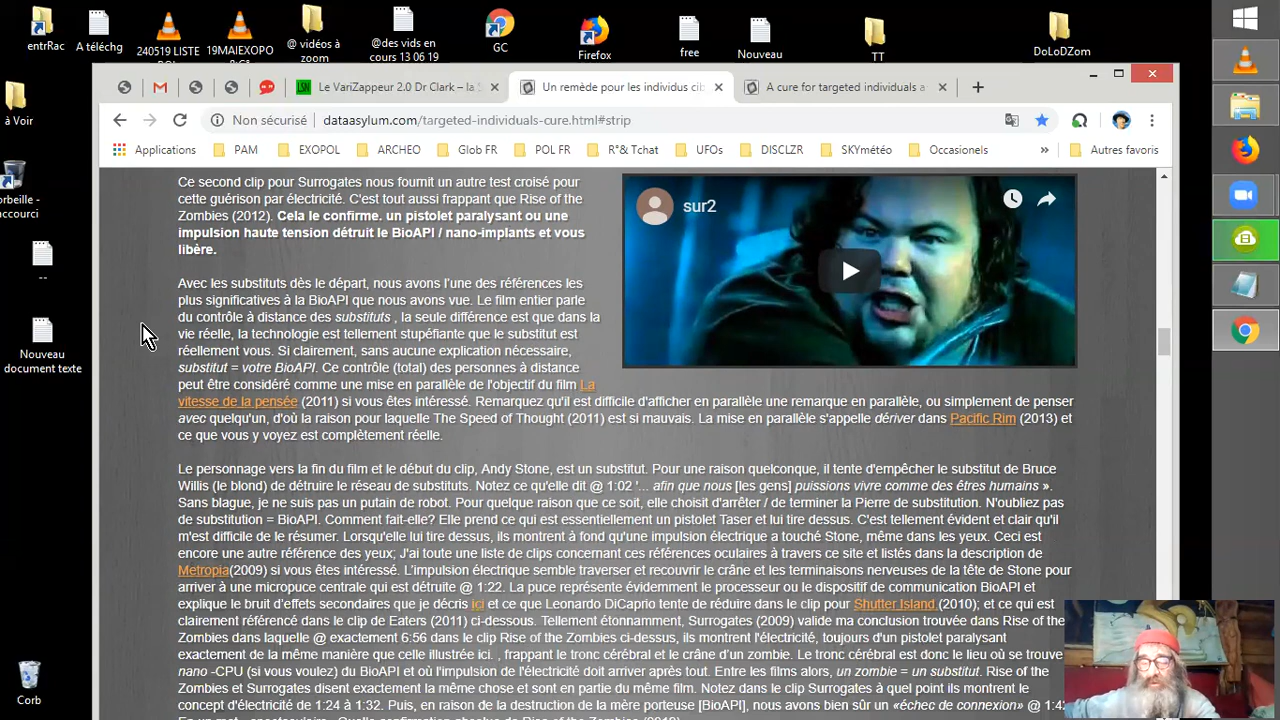 entrRac
A téléchg
240519 LISTE
19MAIEXOPO
@ vidéos à
zoom
@des vids en
cours 13 06 19
GC
Firefox
free
Nouveau
TT
DoLoDZom
à Voir
orbeille -
accourci
--
Nouveau
document texte
Corb
Le VariZappeur 2.0 Dr Clark – la
Un remède pour les individus cib
A cure for targeted individuals a
Non sécurisé
dataasylum.com/targeted-individuals-cure.html#strip
Applications
PAM
EXOPOL
ARCHEO
Glob FR
POL FR
R°& Tchat
UFOs
DISCLZR
SKYmétéo
Occasionels
»
Autres favoris
Ce second clip pour Surrogates nous fournit un autre test croisé pour
cette guérison par électricité. C'est tout aussi frappant que Rise of the
Zombies (2012). Cela le confirme. un pistolet paralysant ou une
impulsion haute tension détruit le BioAPI / nano-implants et vous
libère.
sur2
Avec les substituts dès le départ, nous avons l'une des références les
plus significatives à la BioAPI que nous avons vue. Le film entier parle
du contrôle à distance des substituts , la seule différence est que dans la
vie réelle, la technologie est tellement stupéfiante que le substitut est
réellement vous. Si clairement, sans aucune explication nécessaire,
substitut = votre BioAPI. Ce contrôle (total) des personnes à distance
peut être considéré comme une mise en parallèle de l'objectif du film La
vitesse de la pensée (2011) si vous êtes intéressé. Remarquez qu'il est difficile d'afficher en parallèle une remarque en parallèle, ou simplement de penser
avec quelqu'un, d'où la raison pour laquelle The Speed of Thought (2011) est si mauvais. La mise en parallèle s'appelle dériver dans Pacific Rim (2013) et
ce que vous y voyez est complètement réelle.
Le personnage vers la fin du film et le début du clip, Andy Stone, est un substitut. Pour une raison quelconque, il tente d'empêcher le substitut de Bruce
Willis (le blond) de détruire le réseau de substituts. Notez ce qu'elle dit @ 1:02 '... afin que nous [les gens] puissions vivre comme des êtres humains ».
Sans blague, je ne suis pas un putain de robot. Pour quelque raison que ce soit, elle choisit d'arrêter / de terminer la Pierre de substitution. N'oubliez pas
de substitution = BioAPI. Comment fait-elle? Elle prend ce qui est essentiellement un pistolet Taser et lui tire dessus. C'est tellement évident et clair qu'il
m'est difficile de le résumer. Lorsqu'elle lui tire dessus, ils montrent à fond qu'une impulsion électrique a touché Stone, même dans les yeux. Ceci est
encore une autre référence des yeux; J'ai toute une liste de clips concernant ces références oculaires à travers ce site et listés dans la description de
Metropia(2009) si vous êtes intéressé. L'impulsion électrique semble traverser et recouvrir le crâne et les terminaisons nerveuses de la tête de Stone pour
arriver à une micropuce centrale qui est détruite @ 1:22. La puce représente évidemment le processeur ou le dispositif de communication BioAPI et
explique le bruit d'effets secondaires que je décris ici et ce que Leonardo DiCaprio tente de réduire dans le clip pour Shutter Island (2010); et ce qui est
clairement référencé dans le clip de Eater (2011) ci-dessous. Tellement étonnamment, Surrogates (2009) valide ma conclusion trouvée dans Rise of the
Zombies dans laquelle @ exactement 6:56 dans le clip Rise of the Zombies ci-dessus, ils montrent l'électricité, toujours d'un pistolet paralysant
exactement de la même manière que celle illustrée ici. , frappant le tronc cérébral et le crâne d'un zombie. Le tronc cérébral est donc le lieu où se trouve
nano -CPU (si vous voulez) du BioAPI et où l'impulsion de l'électricité doit arriver après tout. Entre les films alors, un zombie = un substitut. Rise of the
Zombies et Surrogates disent exactement la même chose et sont en partie du même film. Notez dans le clip Surrogates à quel point ils montrent le
concept d'électricité de 1:24 à 1:32. Puis, en raison de la destruction de la mère porteuse [BioAPI], nous avons bien sûr un «échec de connexion» @ 1:42